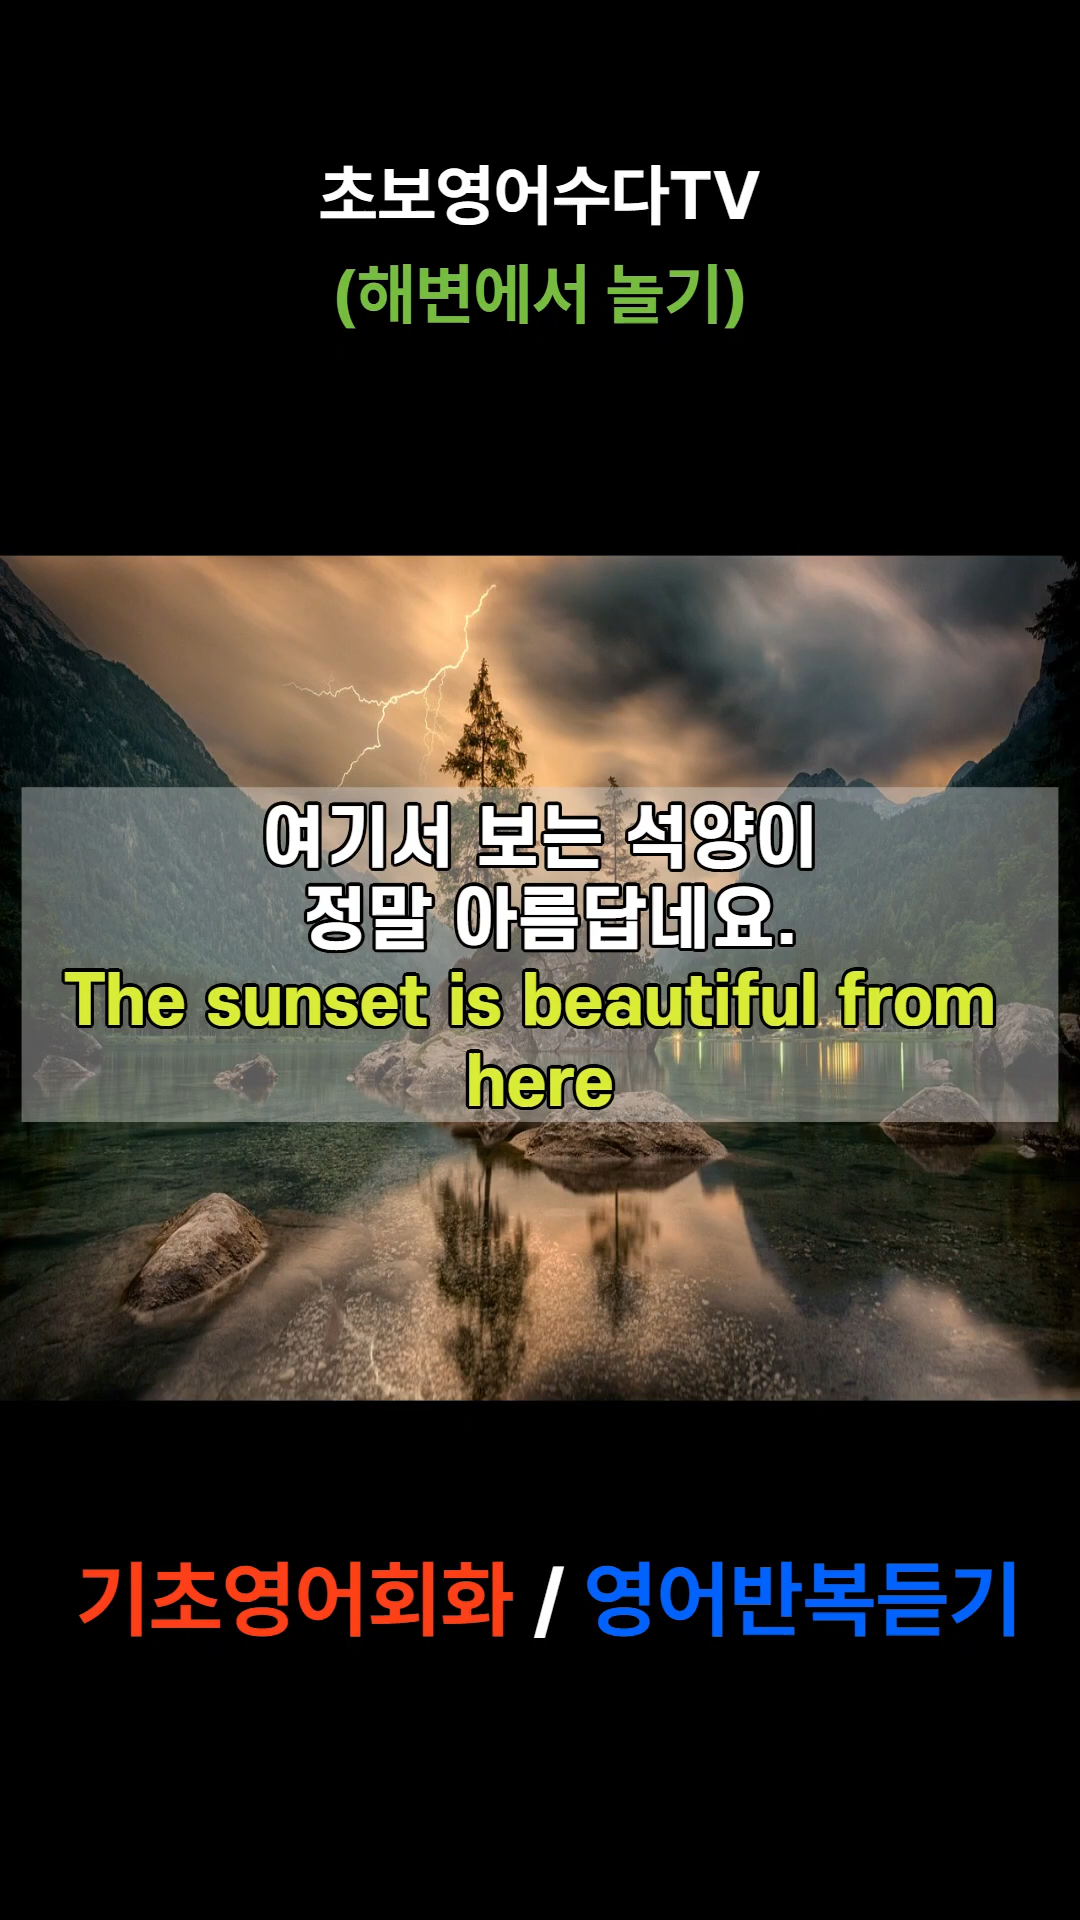 초보영어수다TV
(해변에서 놀기)
여기서 보는 석양이
정말 아름답네요.
The sunset is beautiful from
here
기초영어회화 / 영어반복듣기